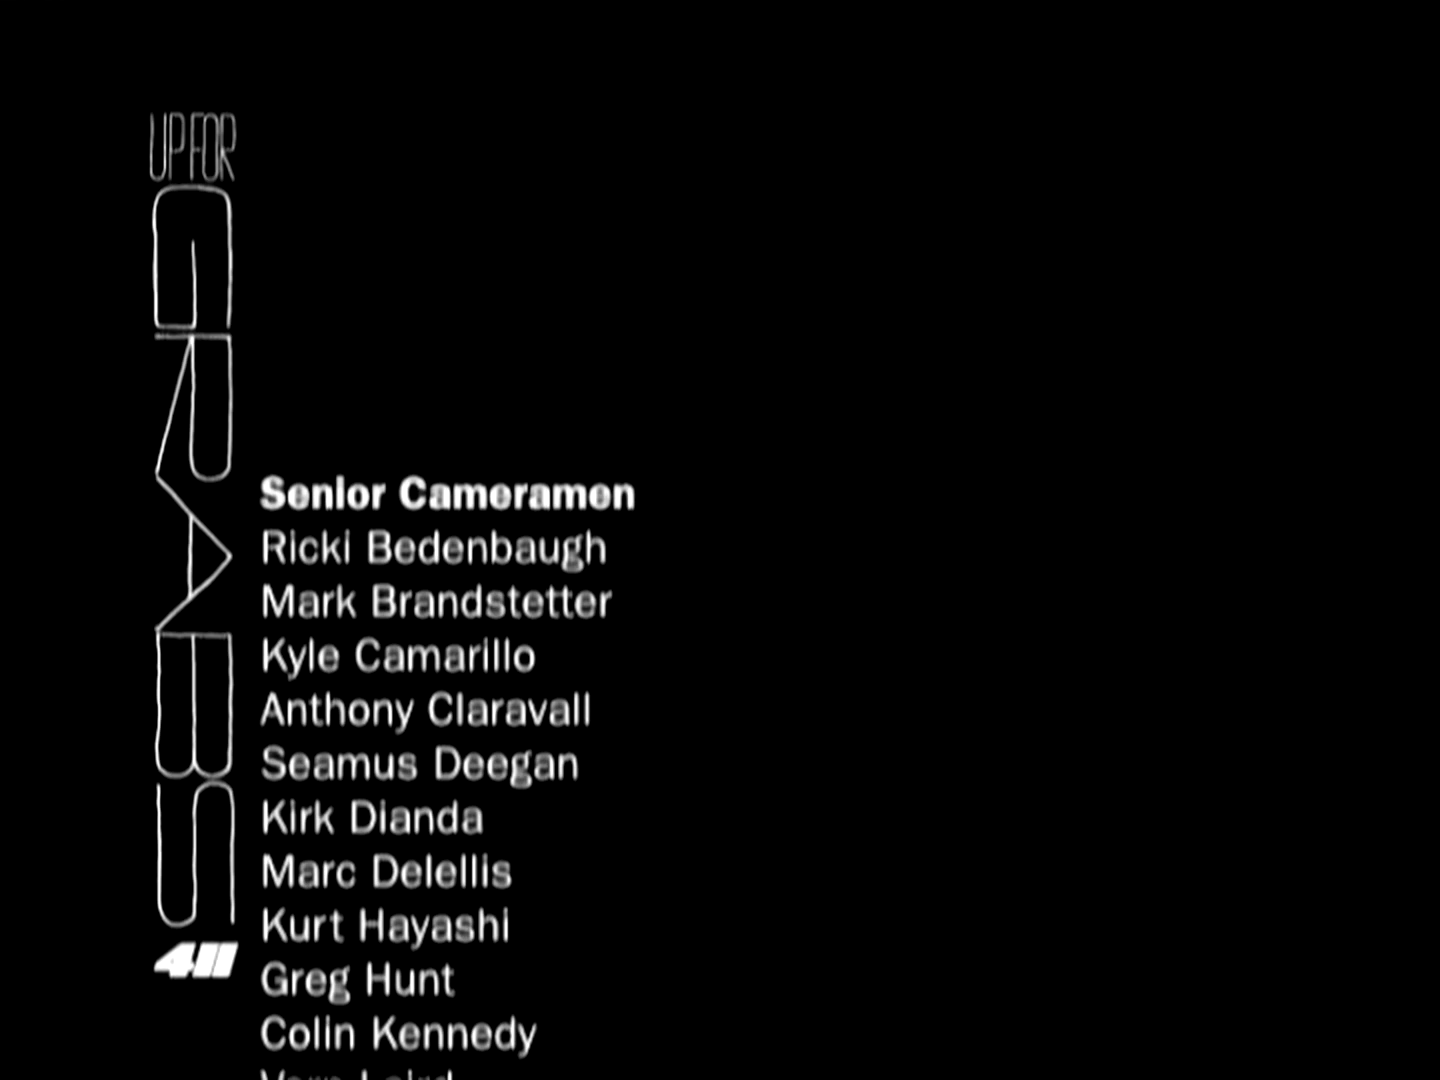 UP FOR
GRABS
411
Senior Cameramen
Ricki Bedenbaugh
Mark Brandstetter
Kyle Camarillo
Anthony Claravall
Seamus Deegan
Kirk Dianda
Marc Delellis
Kurt Hayashi
Greg Hunt
Colin Kennedy